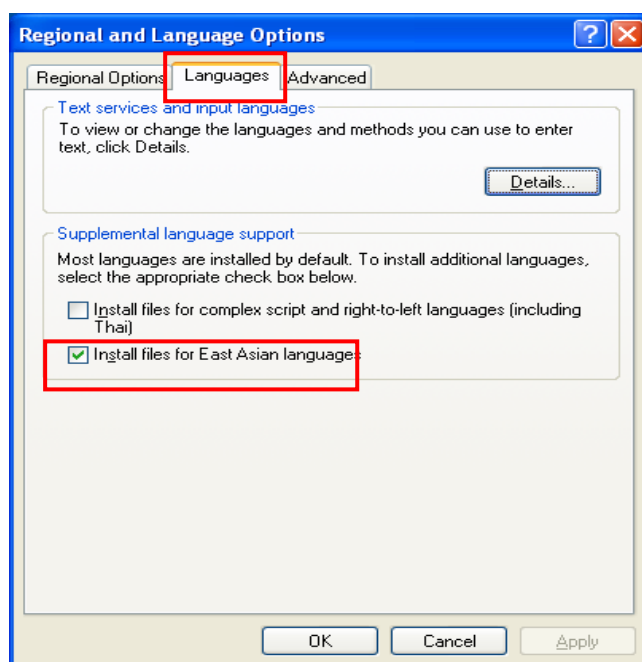 Regional and Language Options
Regional Options Languages Advanced
Text services and input languages
To view or change the languages and methods you can use to enter
text, click Details.
Details...
Supplemental language support
Most languages are installed by default. To install additional languages,
select the appropriate check box below.
Install files for complex script and right-to-left languages (including
Thai)
Install files for East Asian languages
OK Cancel Apply